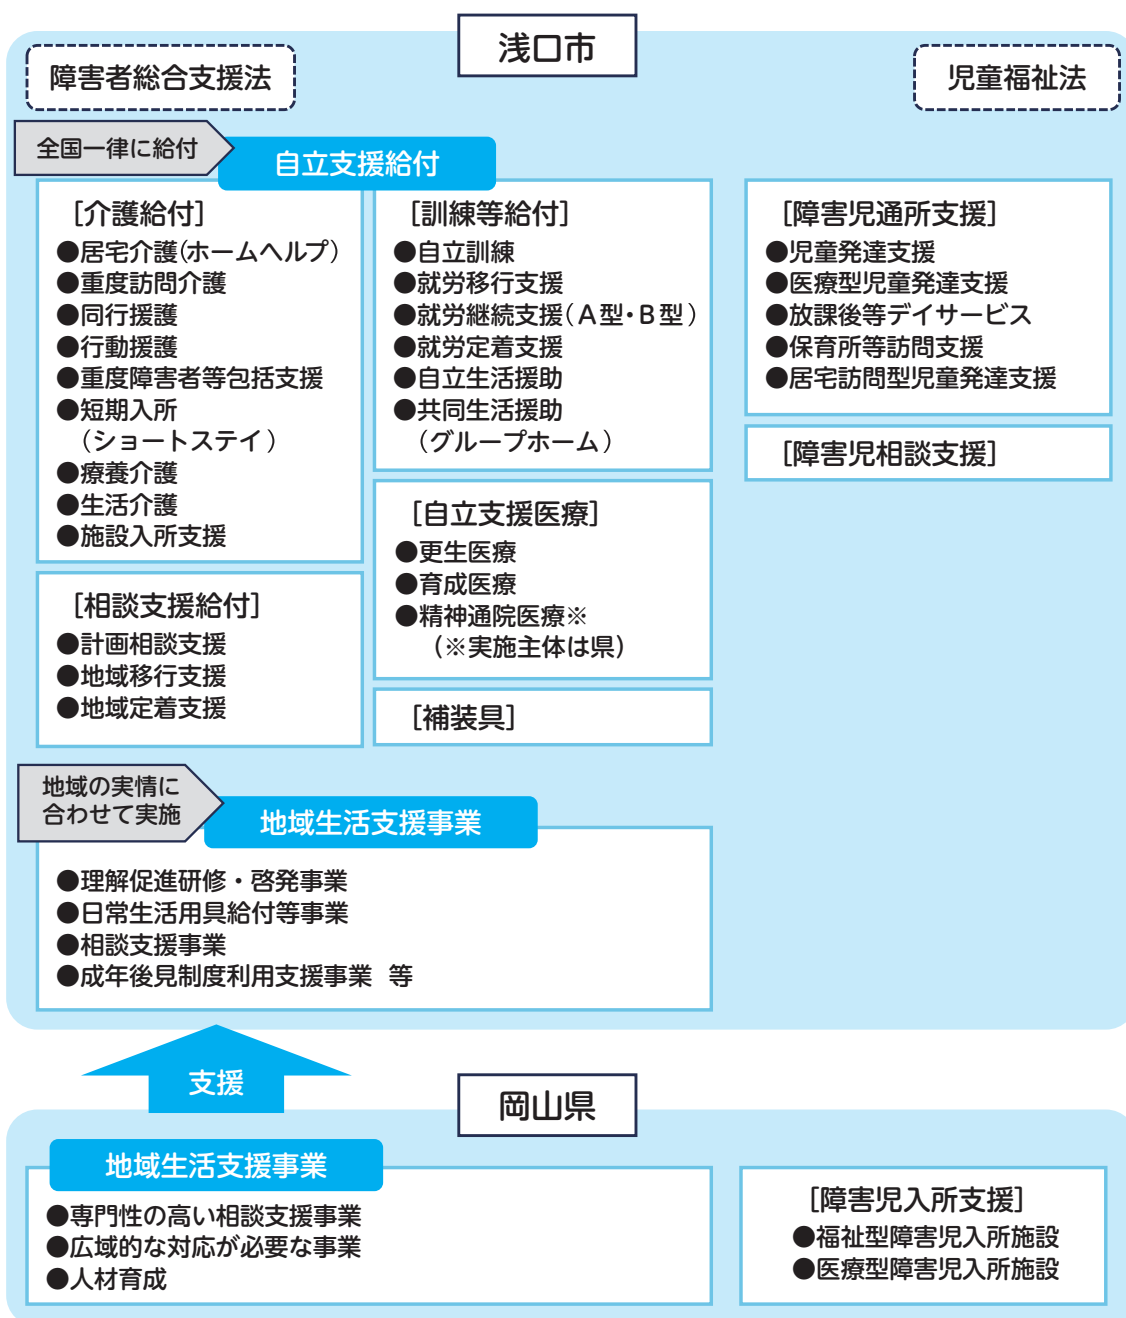 浅口市
障害者総合支援法
児童福祉法
全国一律に給付
自立支援給付
［介護給付］
●居宅介護（ホームヘルプ）
●重度訪問介護
●同行援護
●行動援護
●重度障害者等包括支援
●短期入所
（ショートステイ）
●療養介護
●生活介護
●施設入所支援
［相談支援給付］
●計画相談支援
●地域移行支援
●地域定着支援
［訓練等給付］
●自立訓練
●就労移行支援
●就労継続支援（Ａ型・Ｂ型）
●就労定着支援
●自立生活援助
●共同生活援助
（グループホーム）
［自立支援医療］
●更生医療
●育成医療
●精神通院医療※
（※実施主体は県）
［補装具］
［障害児通所支援］
●児童発達支援
●医療型児童発達支援
●放課後等デイサービス
●保育所等訪問支援
●居宅訪問型児童発達支援
［障害児相談支援］
地域の実情に
合わせて実施
地域生活支援事業
●理解促進研修・啓発事業
●日常生活用具給付等事業
●相談支援事業
●成年後見制度利用支援事業 等
支援
岡山県
地域生活支援事業
●専門性の高い相談支援事業
●広域的な対応が必要な事業
●人材育成
［障害児入所支援］
●福祉型障害児入所施設
●医療型障害児入所施設